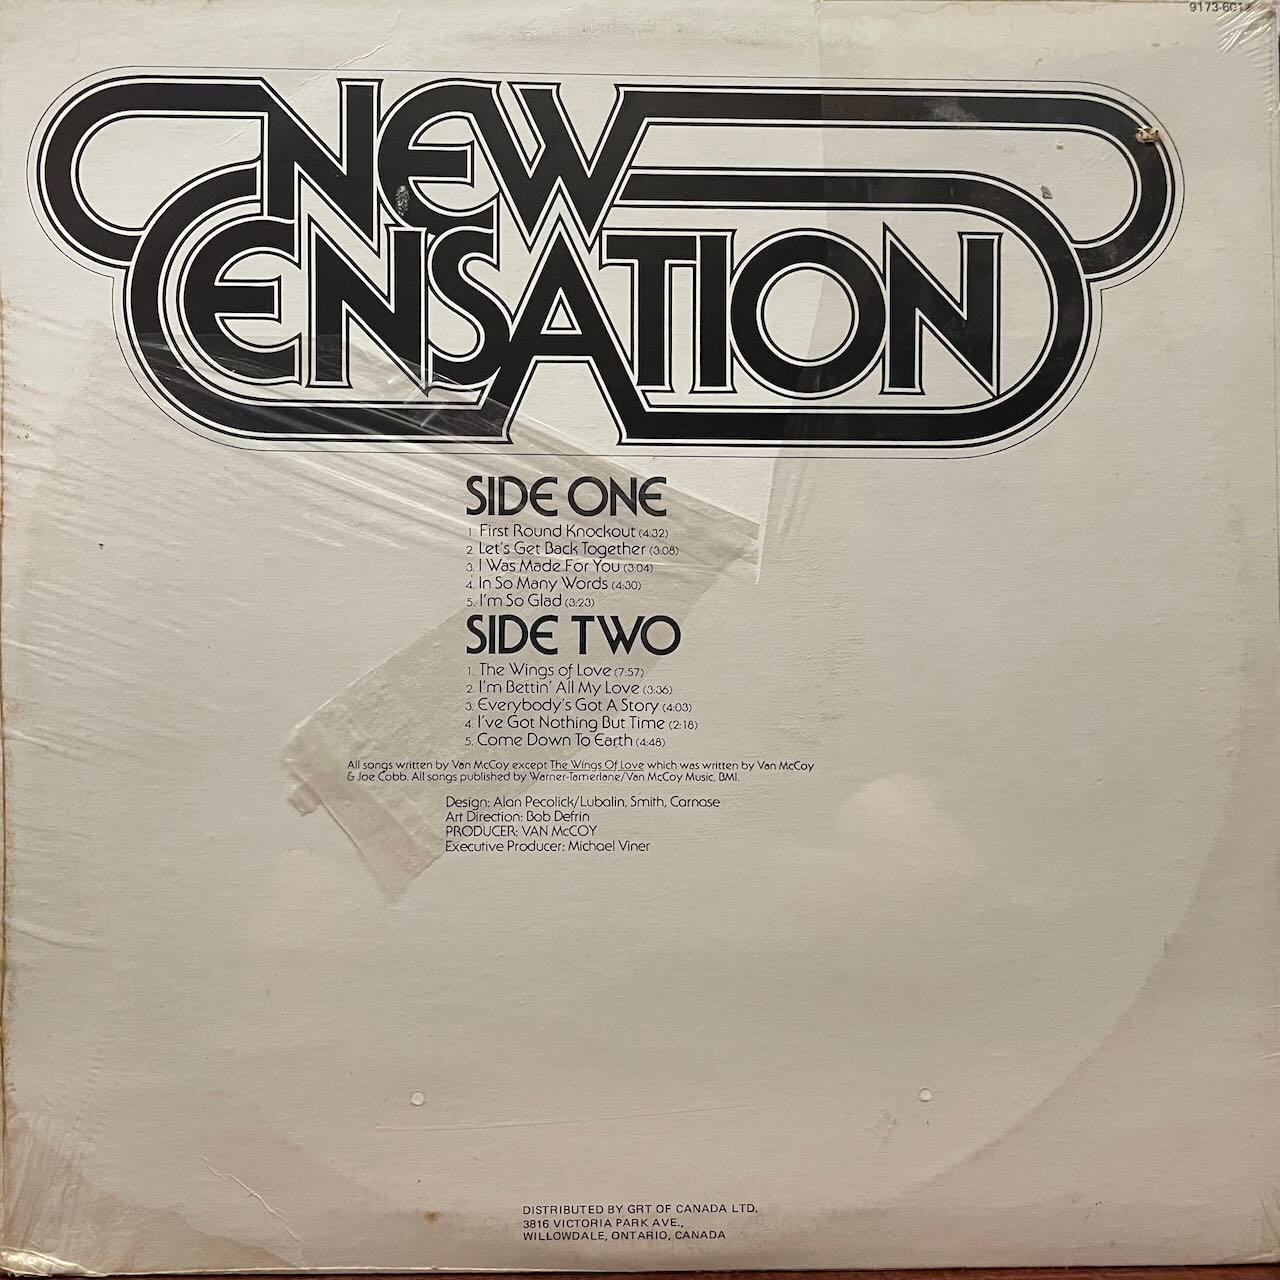 NEW
CENSATION
SIDE ONE
1. First Round Knockout (4:32)
2. Let's Get Back Together (3:08)
3. I Was Made For You (3:04)
4. In So Many Words (4:30)
5. I'm So Glad (3:23)
SIDE TWO
1. The Wings of Love (7:57)
2. I'm Bettin' All My Love (3:36)
3. Everybody's Got A Story (4:03)
4. I've Got Nothing But Time (2:18)
5. Come Down To Earth (4:48)
All songs written by Van McCoy except The Wings Of Love which was written by Van McCoy
& Joe Cobb. All songs published by Warner-Tamerlane/Van McCoy Music, BMI.
Design: Alan Pecolick/Lubalin, Smith, Carnase
Art Direction: Bob Defrin
PRODUCER: VAN McCOY
Executive Producer: Michael Viner
DISTRIBUTED BY GRT OF CANADA LTD.
3816 VICTORIA PARK AVE.,
WILLOWDALE, ONTARIO, CANADA